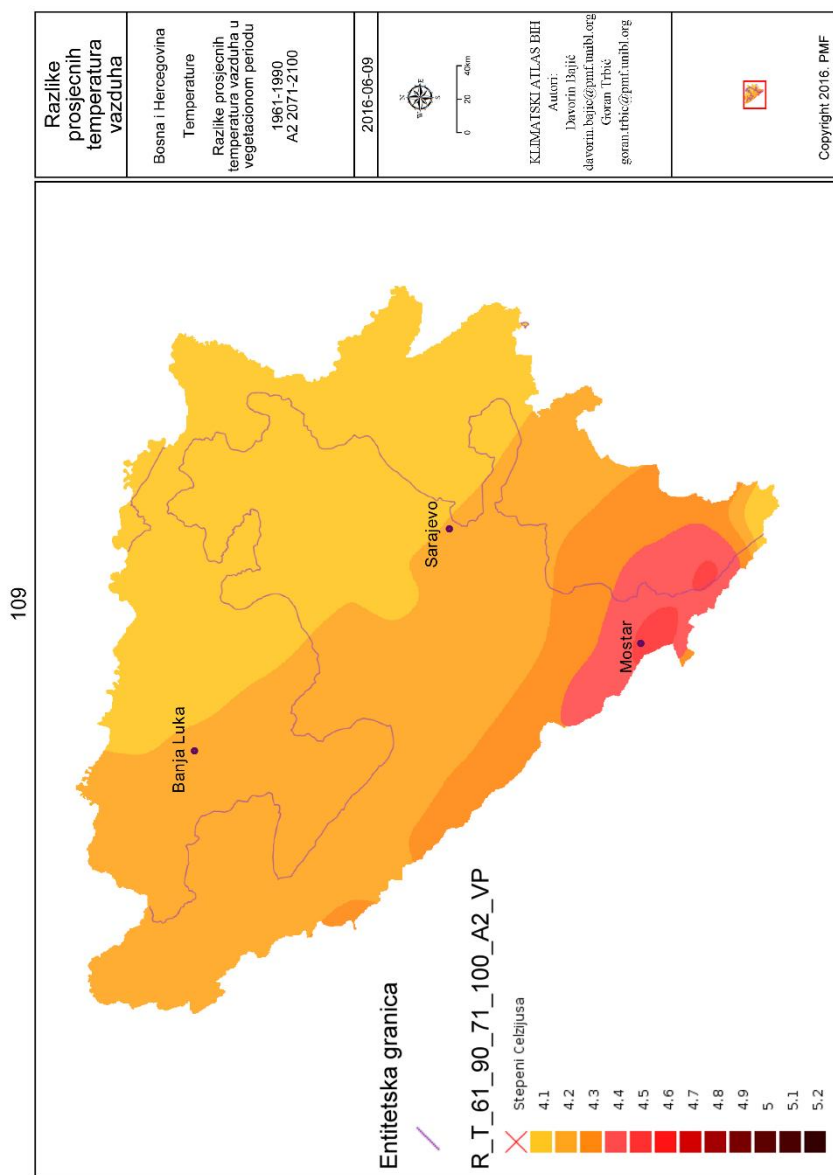 109
Razlike
prosjecnih
temperatura
vazduha
Bosna i Hercegovina
Temperature
Razlike prosjecnih
temperatura vazduha u
vegetacionom periodu
1961-1990
A2 2071-2100
2016-06-09
N
W
E
S
0 20 40km
KLIMATSKI ATLAS BIH
Autori:
Davorin Bajić
davorin.bajic@pmf.unibl.org
Goran Trbić
goran.trbic@pmf.unibl.org
Copyright 2016. PMF
Banja Luka
Sarajevo
Mostar
Entitetska granica
R_T_61_90_71_100_A2_VP
Stepeni Celzijusa
4.1
4.2
4.3
4.4
4.5
4.6
4.7
4.8
4.9
5
5.1
5.2